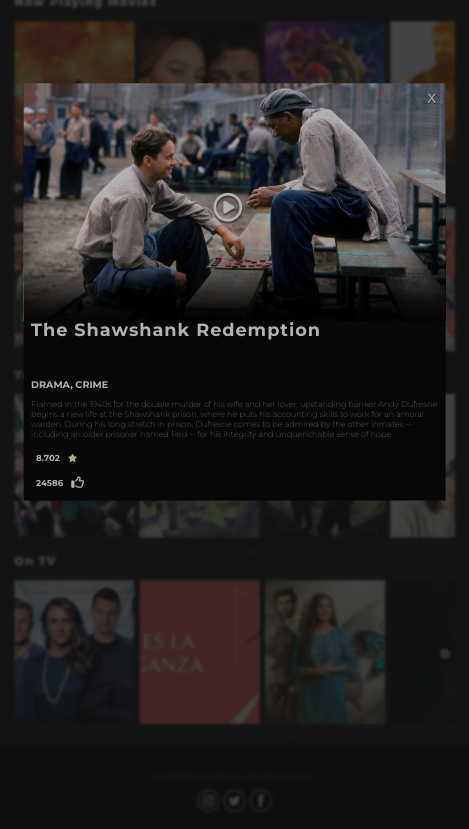 Now Playing Movies
X
The Shawshank Redemption
DRAMA, CRIME
Framed in the 1940s for the double murder of his wife and her lover, upstanding banker Andy Dufresne
begins a new life at the Shawshank prison, where he puts his accounting skills to work for an amoral
warden. During his long stretch in prison, Dufresne comes to be admired by the other inmates --
including an older prisoner named Red -- for his integrity and unquenchable sense of hope.
8.702
24586
On TV
ES LA
GANZA